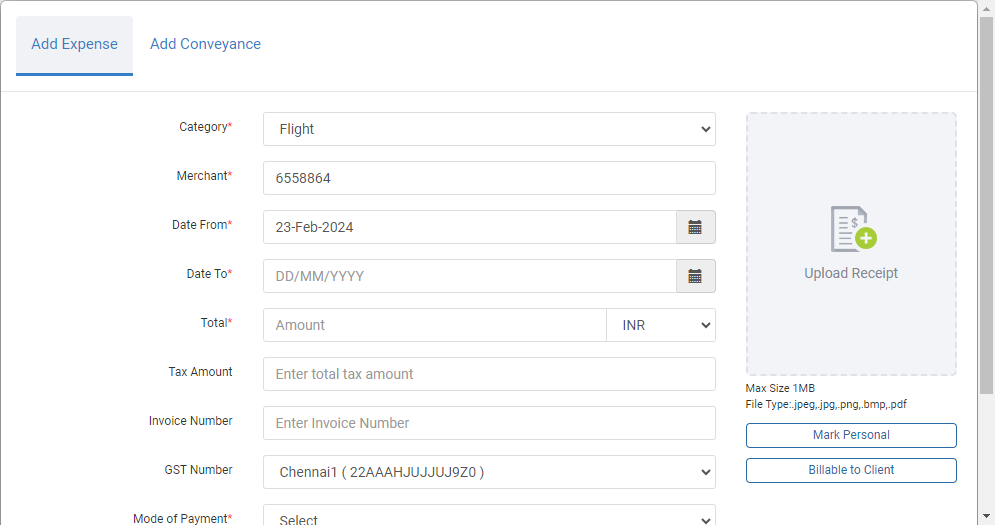 Add Expense Add Conveyance
Category* Flight
Merchant* 6558864
Date From* 23-Feb-2024
Date To* DD/MM/YYYY
Total* Amount INR
Tax Amount Enter total tax amount
Invoice Number Enter Invoice Number
GST Number Chennai1 ( 22AAAHJUJJUJ9Z0 )
Mode of Payment* Select
$
Upload Receipt
Max Size 1MB
File Type:.jpeg,.jpg,.png,.bmp,.pdf
Mark Personal
Billable to Client